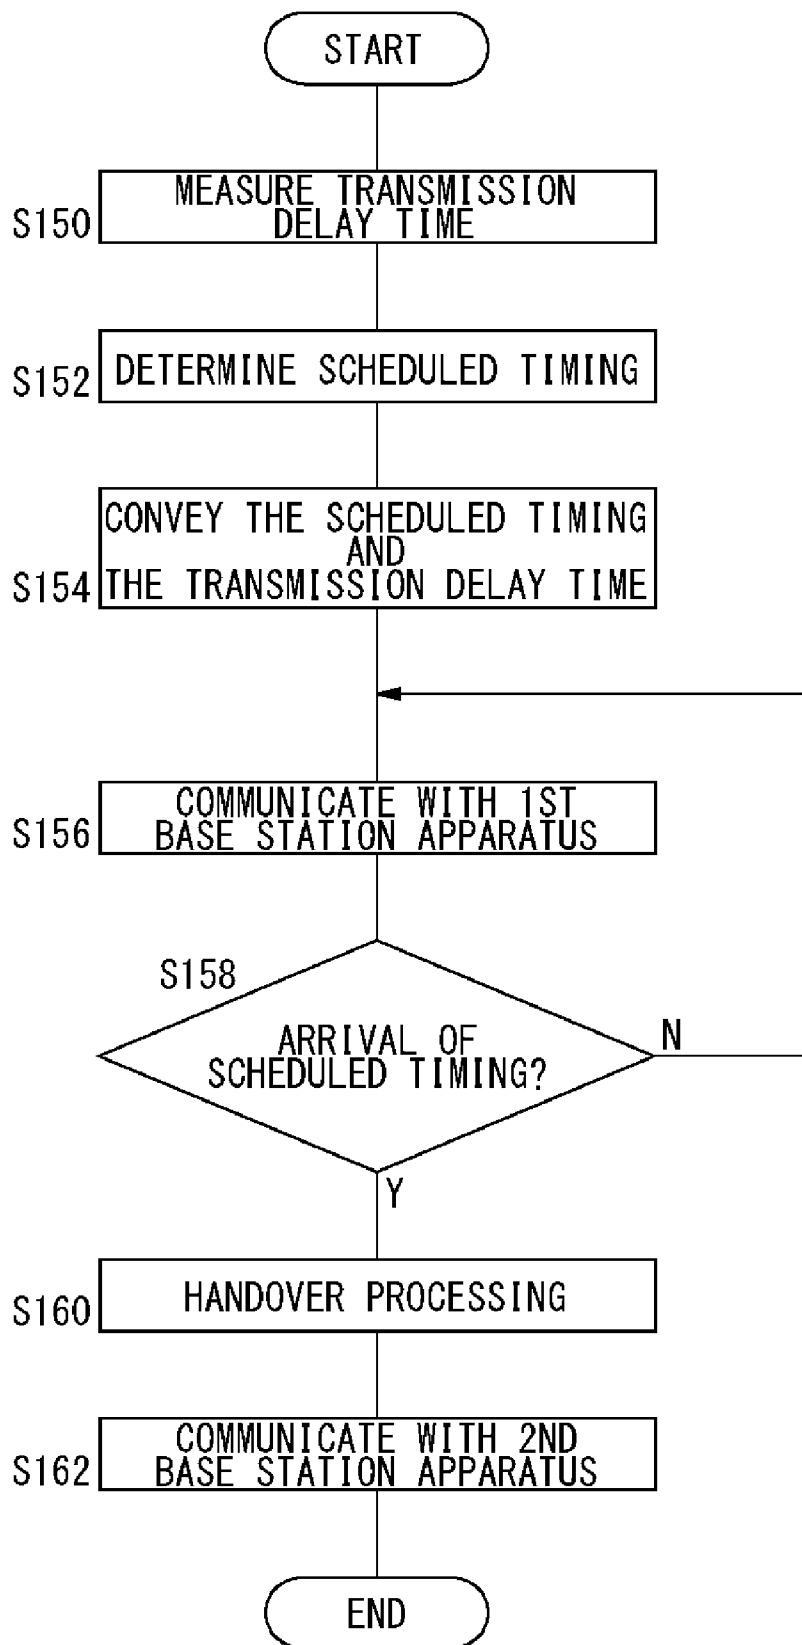 START
MEASURE TRANSMISSION
DELAY TIME
S150
DETERMINE SCHEDULED TIMING
S152
CONVEY THE SCHEDULED TIMING
AND
THE TRANSMISSION DELAY TIME
S154
COMMUNICATE WITH 1ST
BASE STATION APPARATUS
S156
S158
ARRIVAL OF
SCHEDULED TIMING?
N
Y
HANDOVER PROCESSING
S160
COMMUNICATE WITH 2ND
BASE STATION APPARATUS
S162
END